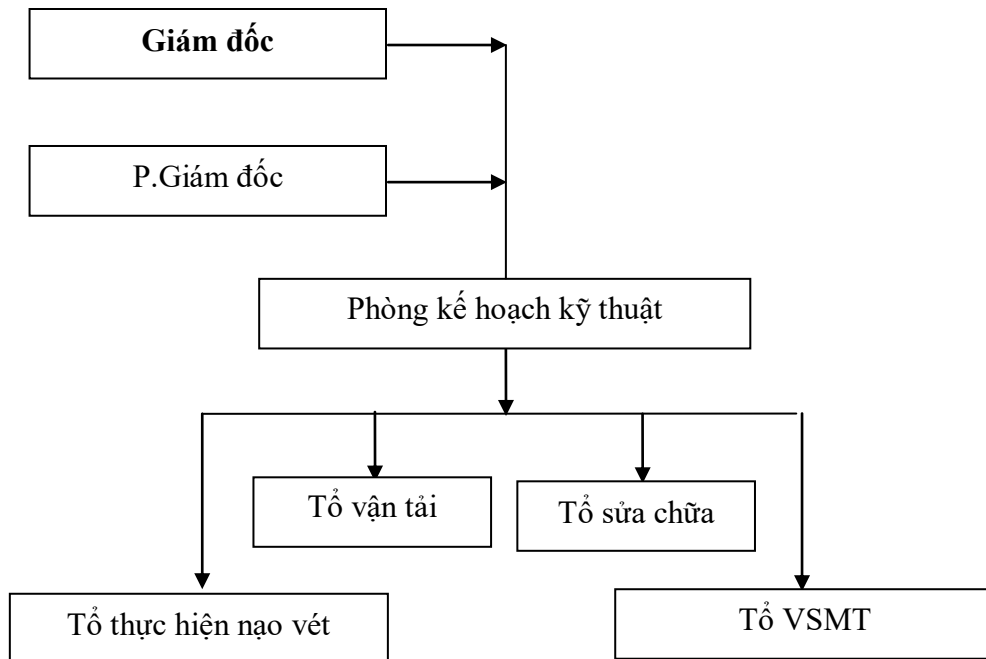 Giám đốc
P.Giám đốc
Phòng kế hoạch kỹ thuật
Tổ vận tải
Tổ sửa chữa
Tổ thực hiện nạo vét
Tổ VSMT